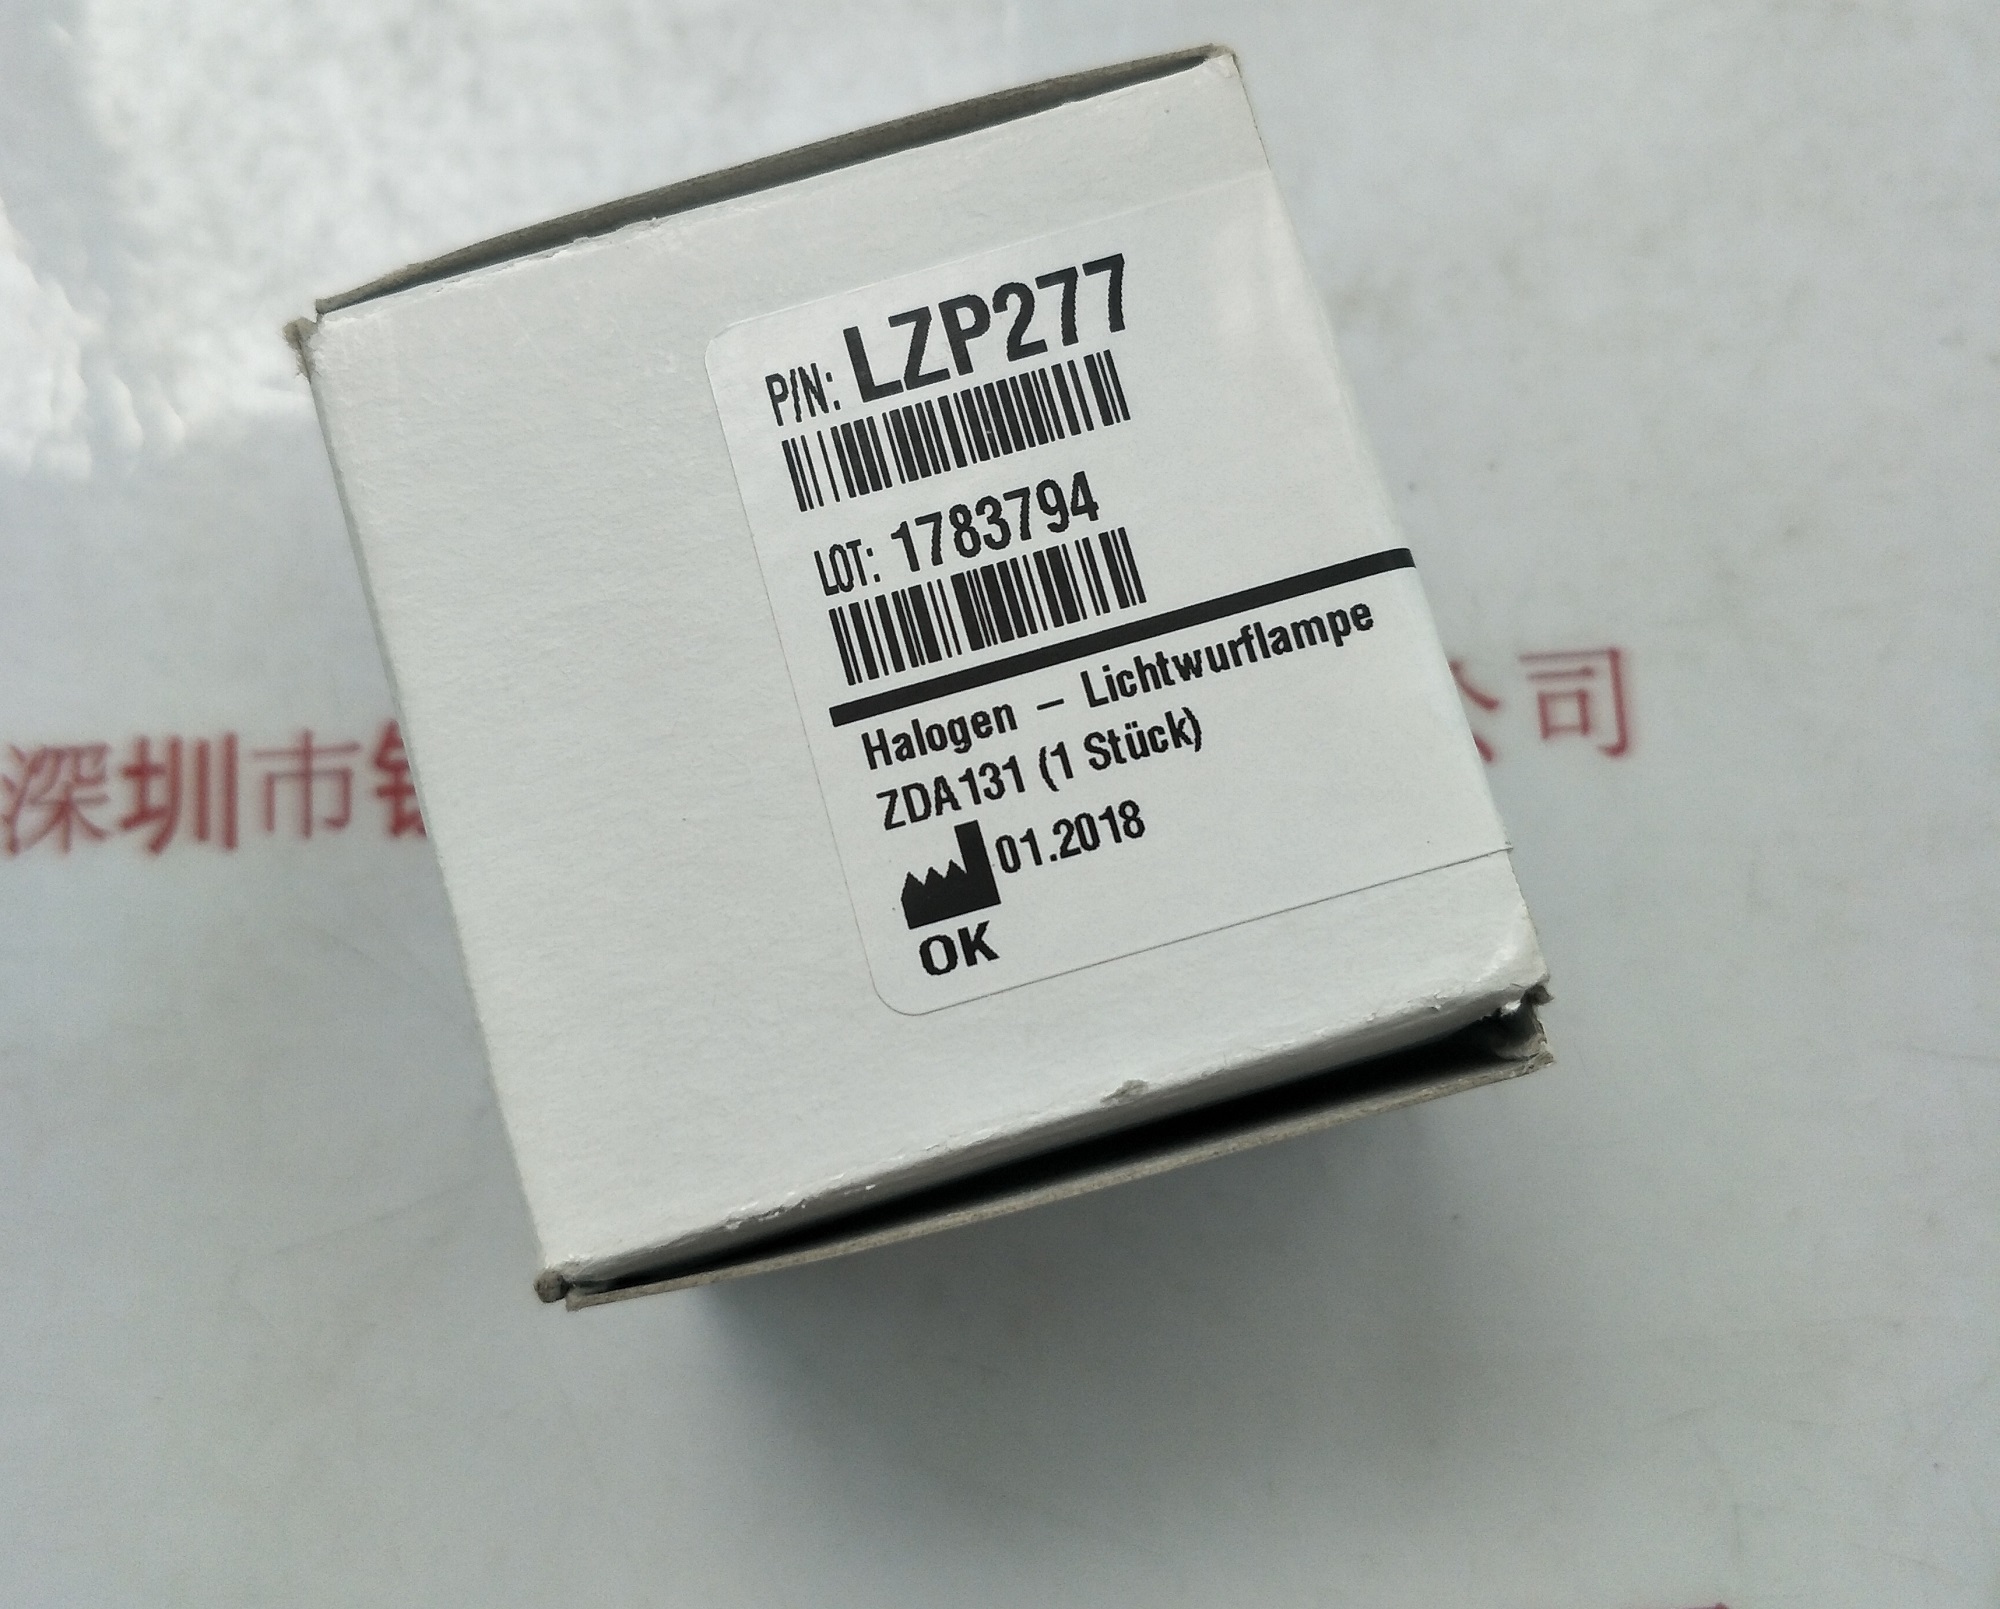 P/N: LZP277
LOT: 1783794
Halogen – Lichtwurflampe
ZDA131 (1 Stück)
01.2018
OK
深圳市
公司